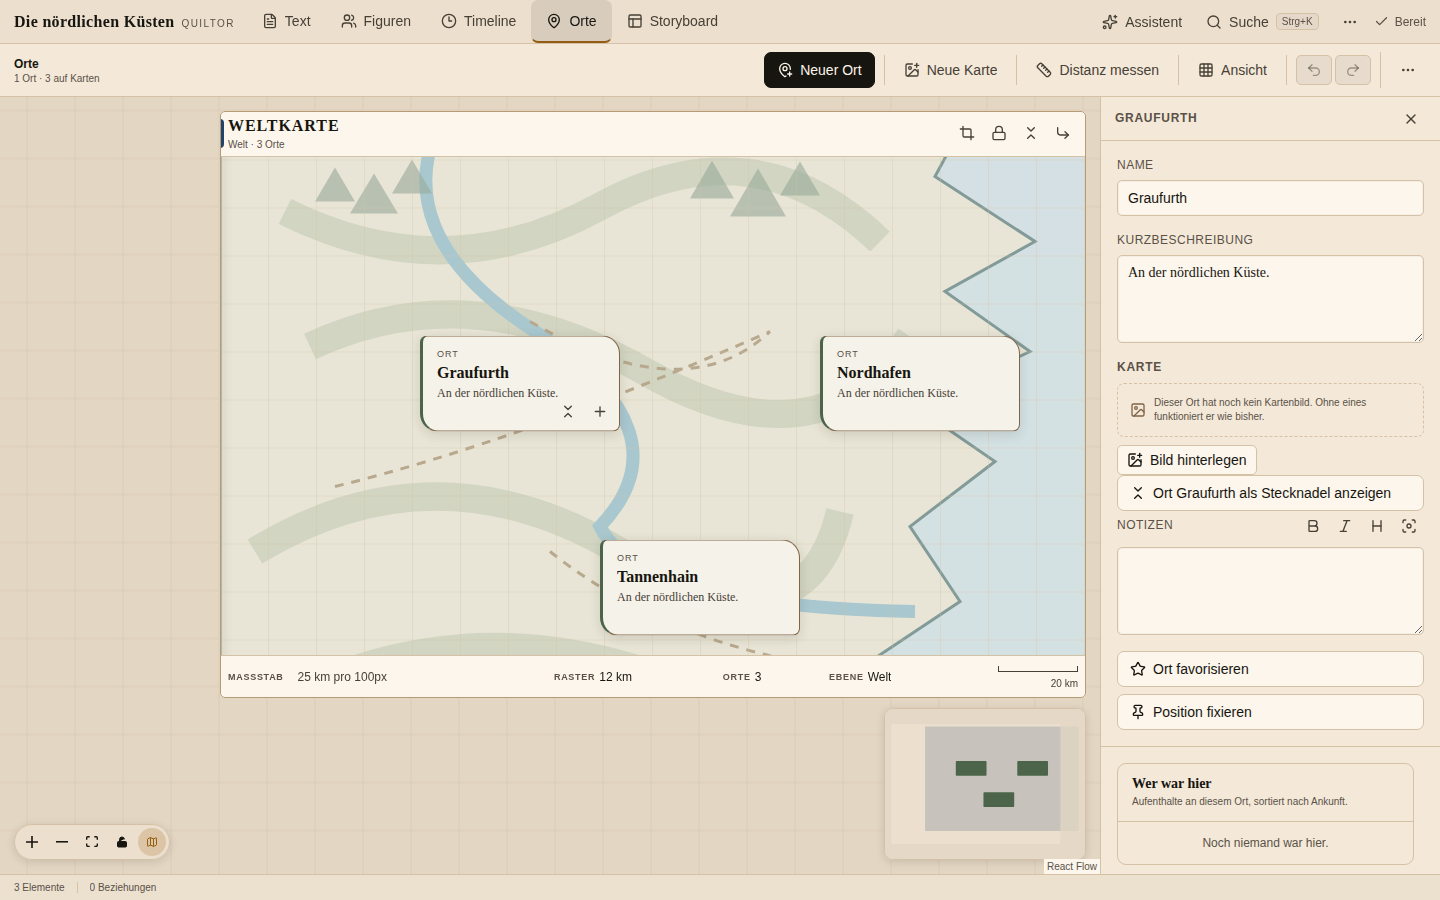 Die nördlichen Küsten QUILTOR Text Figuren Timeline Orte Storyboard Assistent Suche Strg+K Bereit
Orte
1 Ort · 3 auf Karten
Neuer Ort Neue Karte Distanz messen Ansicht
WELTKARTE
Welt · 3 Orte
ORT
Graufurth
An der nördlichen Küste.
ORT
Nordhafen
An der nördlichen Küste.
ORT
Tannenhain
An der nördlichen Küste.
MASSSTAB 25 km pro 100px RASTER 12 km ORTE 3 EBENE Welt 20 km
React Flow
GRAUFURTH
NAME
Graufurth
KURZBESCHREIBUNG
An der nördlichen Küste.
KARTE
Dieser Ort hat noch kein Kartenbild. Ohne eines
funktioniert er wie bisher.
Bild hinterlegen
Ort Graufurth als Stecknadel anzeigen
NOTIZEN
Ort favorisieren
Position fixieren
Wer war hier
Aufenthalte an diesem Ort, sortiert nach Ankunft.
Noch niemand war hier.
3 Elemente 0 Beziehungen